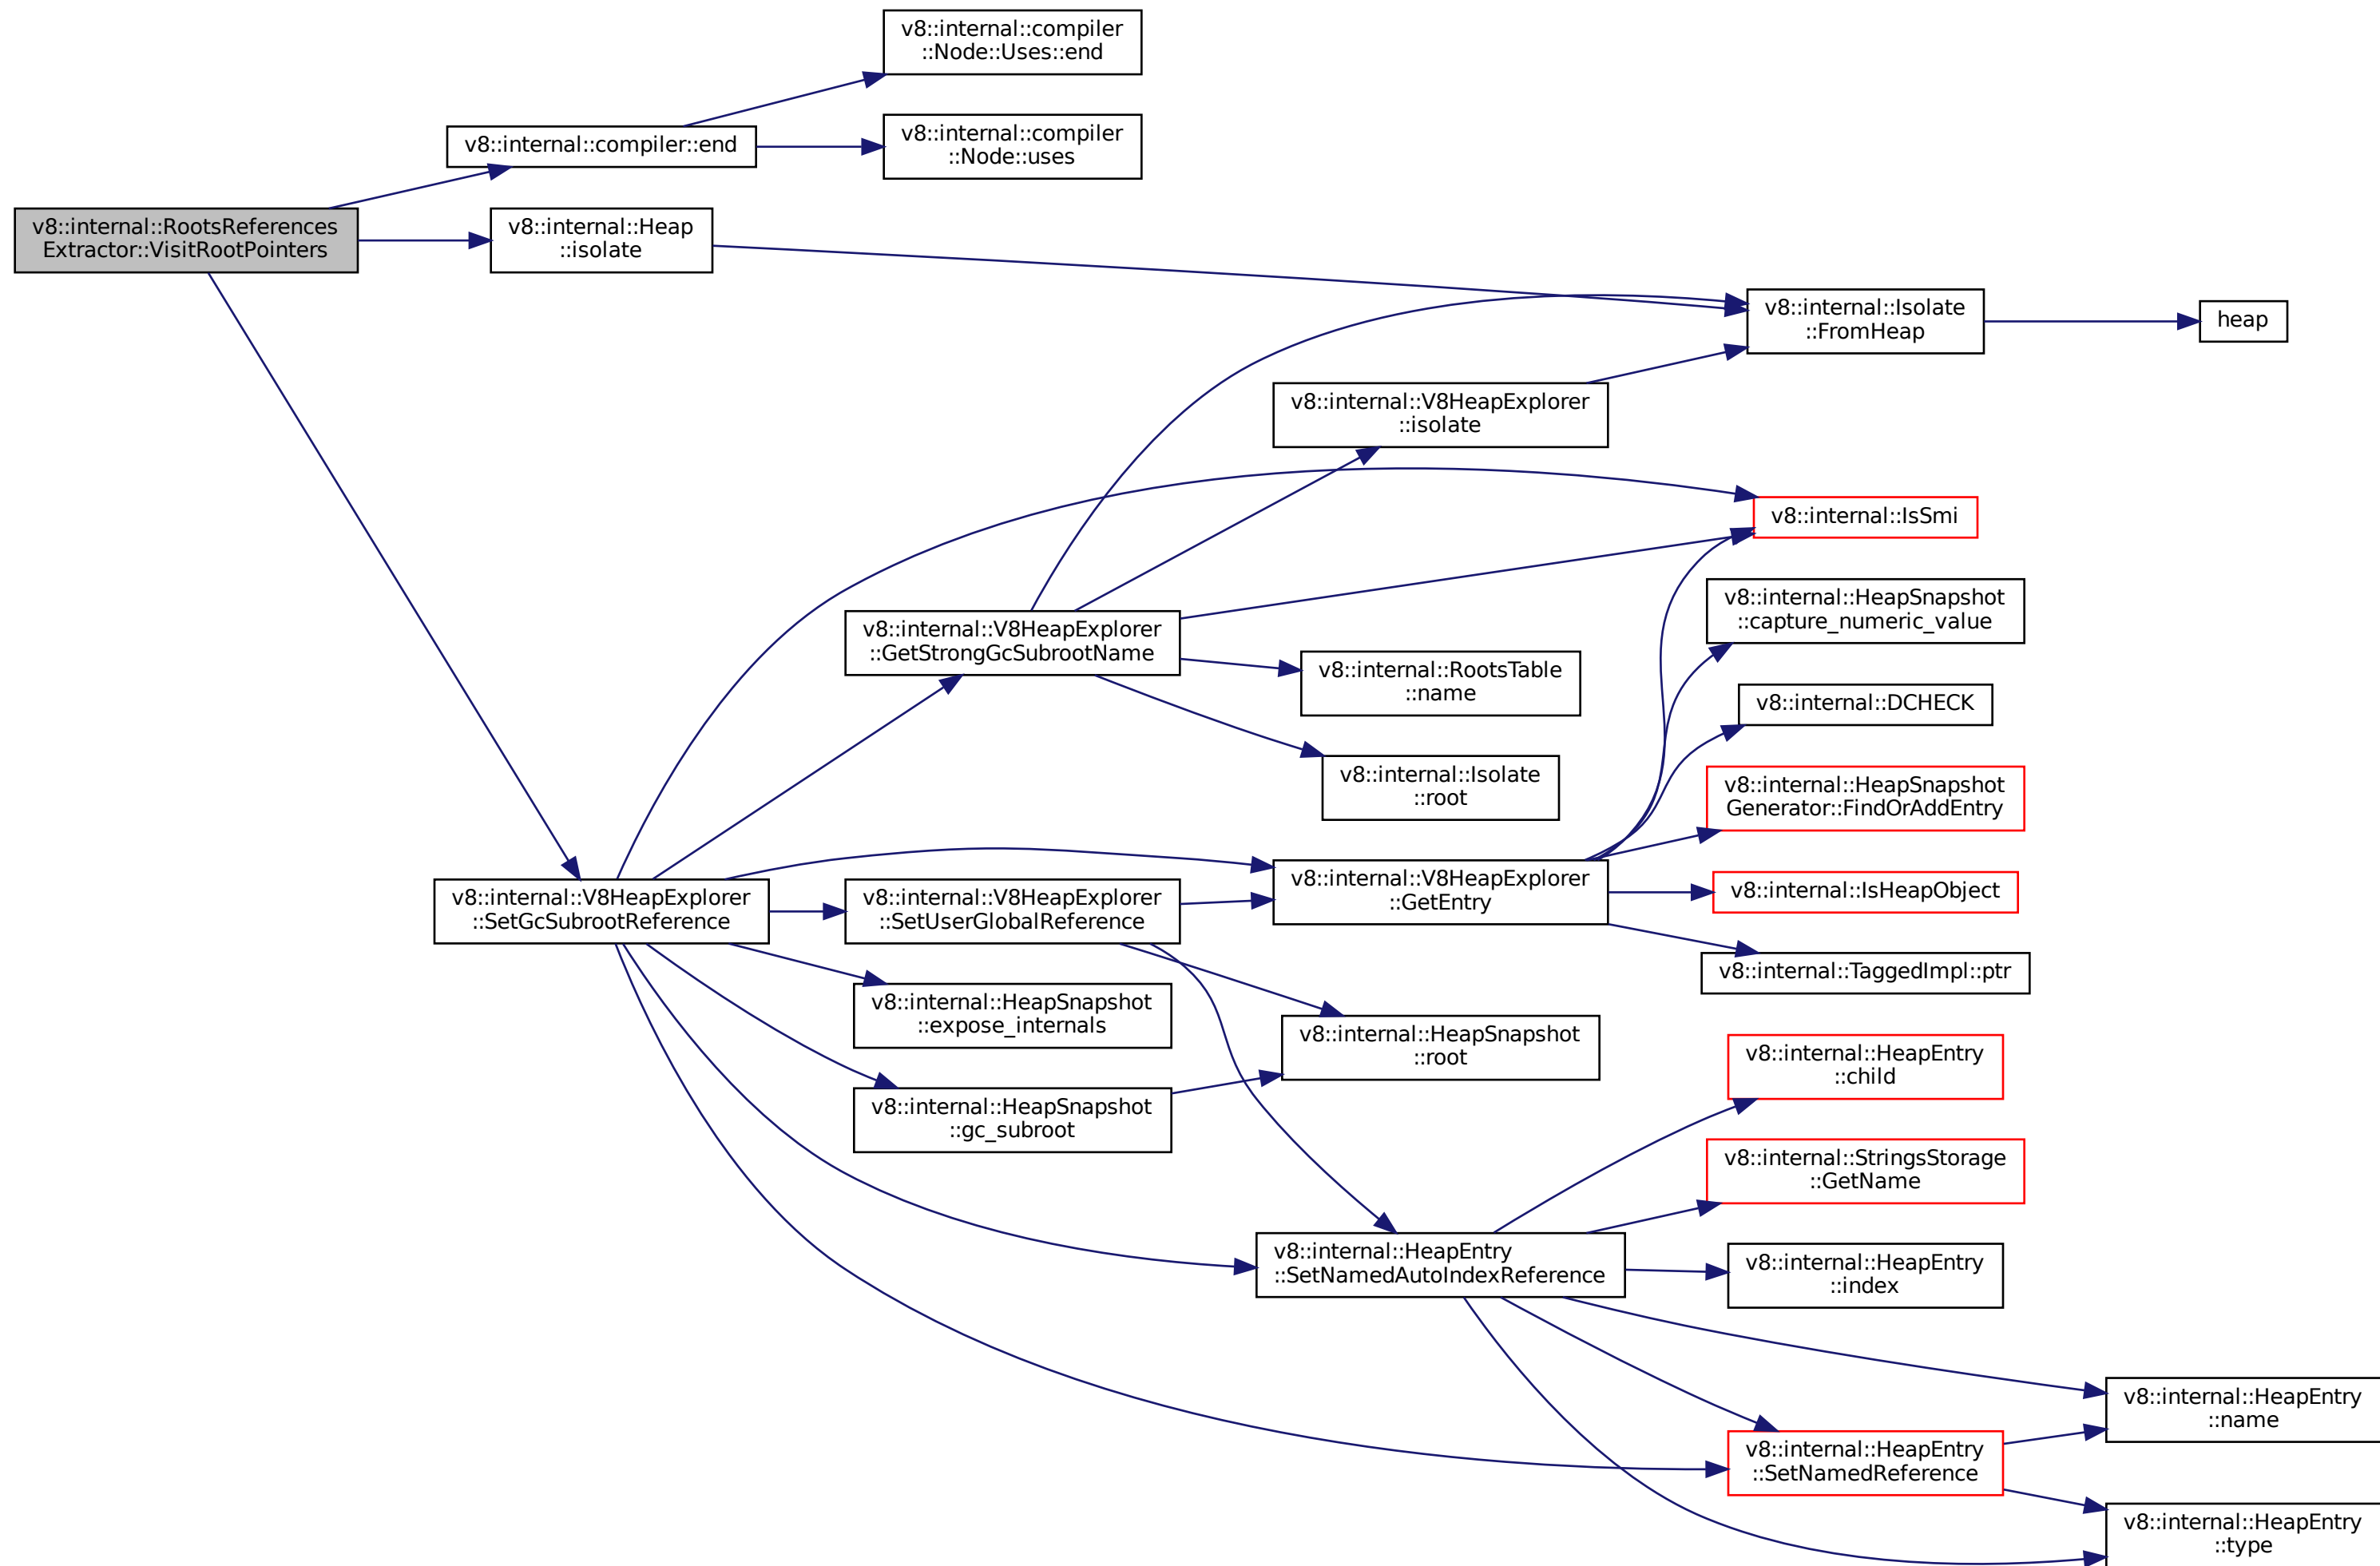 v8::internal::compiler
::Node::Uses::end
v8::internal::compiler::end
v8::internal::compiler
::Node::uses
v8::internal::RootsReferences
Extractor::VisitRootPointers
v8::internal::Heap
::isolate
v8::internal::Isolate
::FromHeap
heap
v8::internal::V8HeapExplorer
::isolate
v8::internal::IsSmi
v8::internal::HeapSnapshot
::capture_numeric_value
v8::internal::V8HeapExplorer
::GetStrongGcSubrootName
v8::internal::RootsTable
::name
v8::internal::DCHECK
v8::internal::Isolate
::root
v8::internal::HeapSnapshot
Generator::FindOrAddEntry
v8::internal::V8HeapExplorer
::SetGcSubrootReference
v8::internal::V8HeapExplorer
::SetUserGlobalReference
v8::internal::V8HeapExplorer
::GetEntry
v8::internal::IsHeapObject
v8::internal::TaggedImpl::ptr
v8::internal::HeapSnapshot
::expose_internals
v8::internal::HeapSnapshot
::root
v8::internal::HeapEntry
::child
v8::internal::HeapSnapshot
::gc_subroot
v8::internal::StringsStorage
::GetName
v8::internal::HeapEntry
::SetNamedAutoIndexReference
v8::internal::HeapEntry
::index
v8::internal::HeapEntry
::name
v8::internal::HeapEntry
::SetNamedReference
v8::internal::HeapEntry
::type